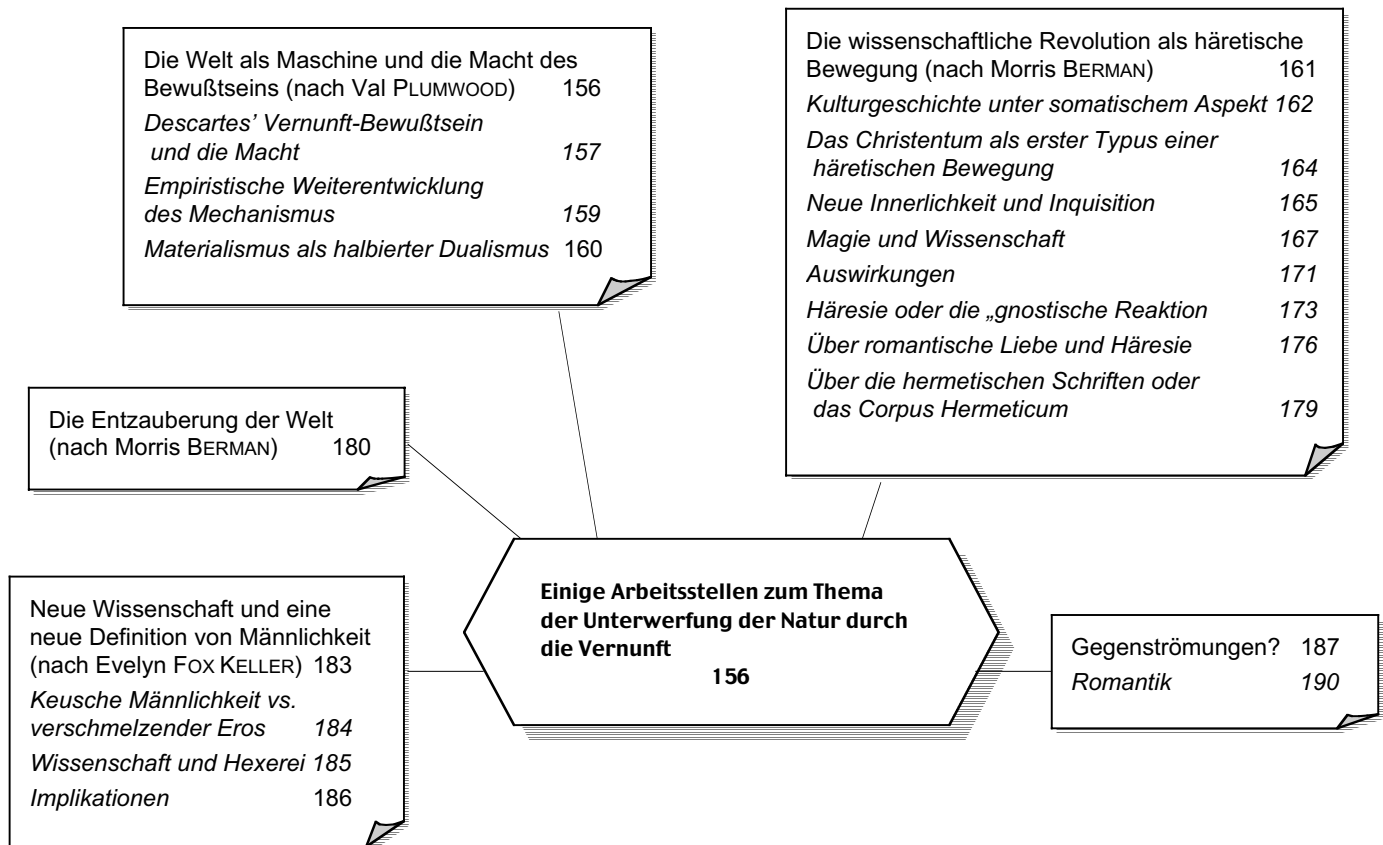 Die Welt als Maschine und die Macht des
Bewußtseins (nach Val PLUMWOOD) 156
Descartes’ Vernunft-Bewußtsein
und die Macht 157
Empiristische Weiterentwicklung
des Mechanismus 159
Materialismus als halbierter Dualismus 160
Die wissenschaftliche Revolution als häretische
Bewegung (nach Morris BERMAN) 161
Kulturgeschichte unter somatischem Aspekt 162
Das Christentum als erster Typus einer
häretischen Bewegung 164
Neue Innerlichkeit und Inquisition 165
Magie und Wissenschaft 167
Auswirkungen 171
Häresie oder die „gnostische Reaktion 173
Über romantische Liebe und Häresie 176
Über die hermetischen Schriften oder
das Corpus Hermeticum 179
Die Entzauberung der Welt
(nach Morris BERMAN) 180
Einige Arbeitsstellen zum Thema
der Unterwerfung der Natur durch
die Vernunft
156
Neue Wissenschaft und eine
neue Definition von Männlichkeit
(nach Evelyn FOX KELLER) 183
Keusche Männlichkeit vs.
verschmelzender Eros 184
Wissenschaft und Hexerei 185
Implikationen 186
Gegenströmungen? 187
Romantik 190